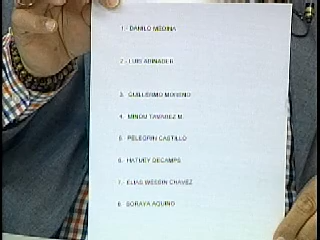 1 - DANILO MEDINA
2 - LUIS ABINADER
3. GUILLERMO MORENO
4. MINOU TAVAREZ M.
5. PELEGRIN CASTILLO
6. HATUEY DECAMPS
7. ELIAS WESSIN CHAVEZ
8. SORAYA AQUINO